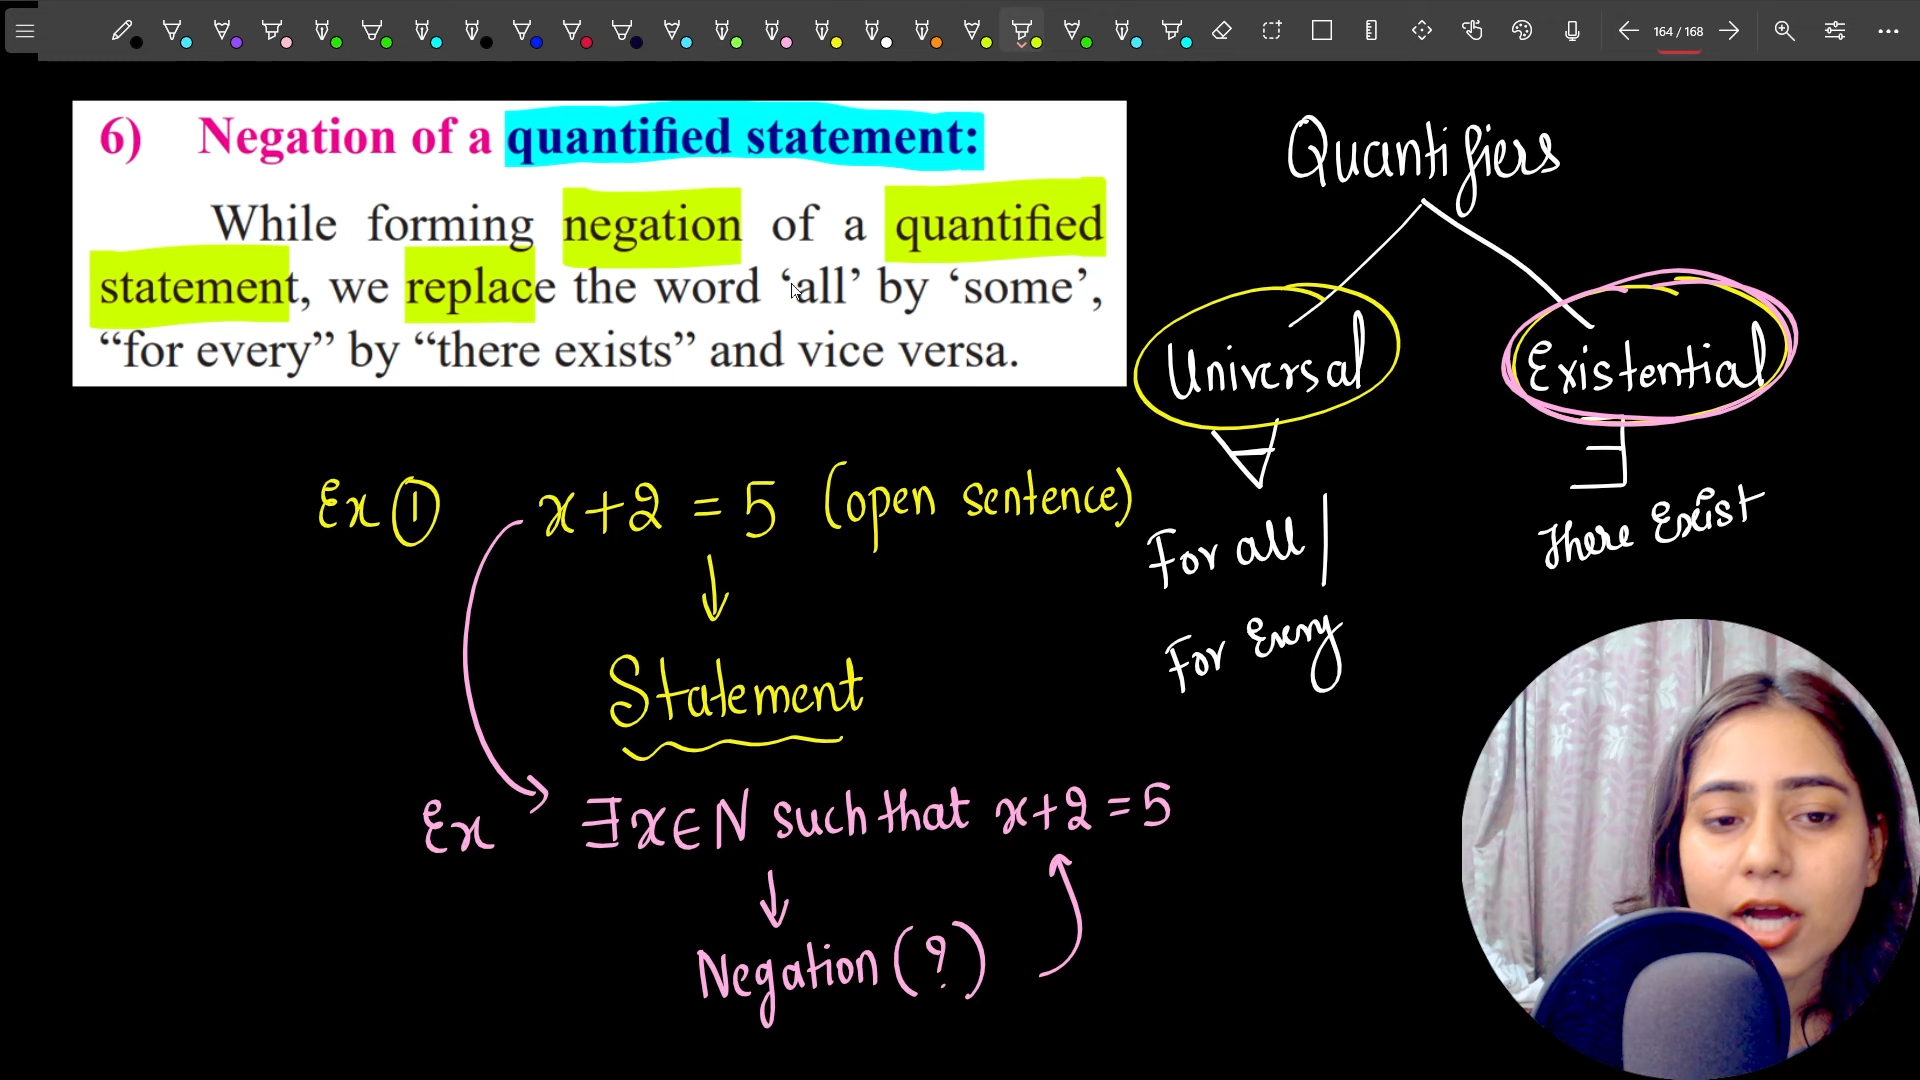 164 / 168
6) Negation of a quantified statement:
While forming negation of a quantified
statement, we replace the word ‘all’ by ‘some’,
“for every” by “there exists” and vice versa.
Quantifiers
Universal Existential
∀ ∃
For all / There Exist
For Every
Ex ① x+2 = 5 (open sentence)
↓
Statement
Ex ∃x∈N such that x+2=5
↓
Negation (?)